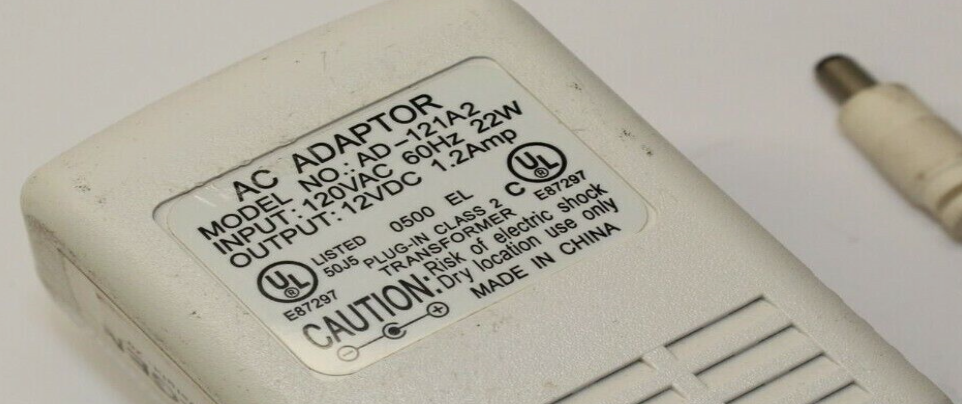 AC ADAPTOR
MODEL NO.: AD-121A2
INPUT: 120VAC 60Hz 22W
OUTPUT: 12VDC 1.2Amp
UL
LISTED 0500 EL
50J5
E87297
PLUG-IN CLASS 2
TRANSFORMER
C UL
®
E87297
®
CAUTION: Risk of electric shock
Dry location use only
MADE IN CHINA